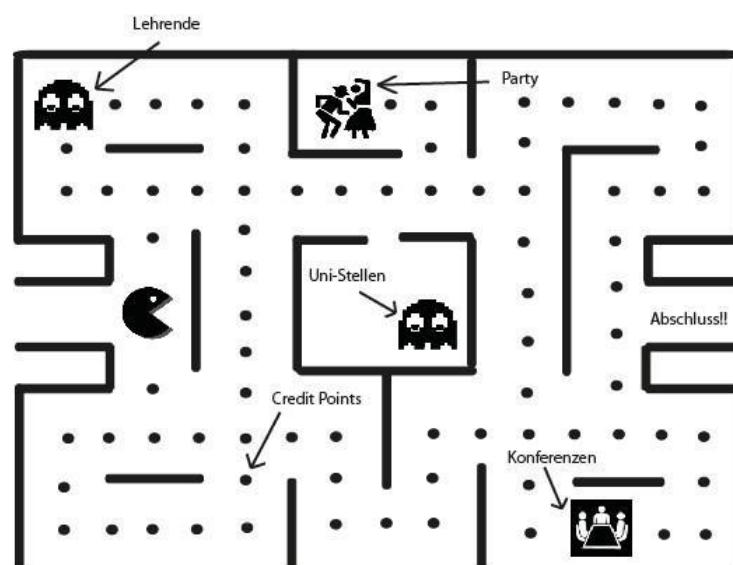 Lehrende
Party
Uni-Stellen
Abschluss!!
Credit Points
Konferenzen